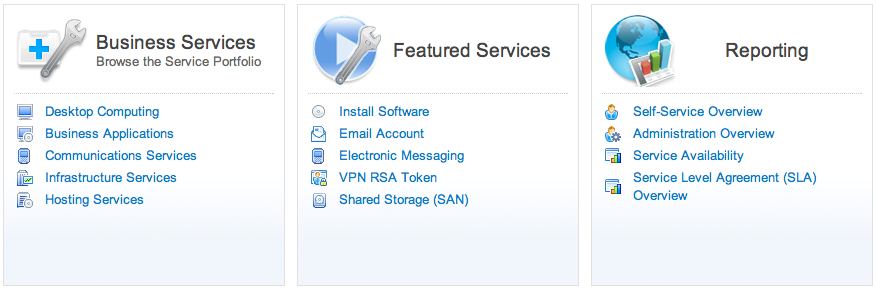 Business Services
Browse the Service Portfolio
Desktop Computing
Business Applications
Communications Services
Infrastructure Services
Hosting Services
Featured Services
Install Software
Email Account
Electronic Messaging
VPN RSA Token
Shared Storage (SAN)
Reporting
Self-Service Overview
Administration Overview
Service Availability
Service Level Agreement (SLA)
Overview